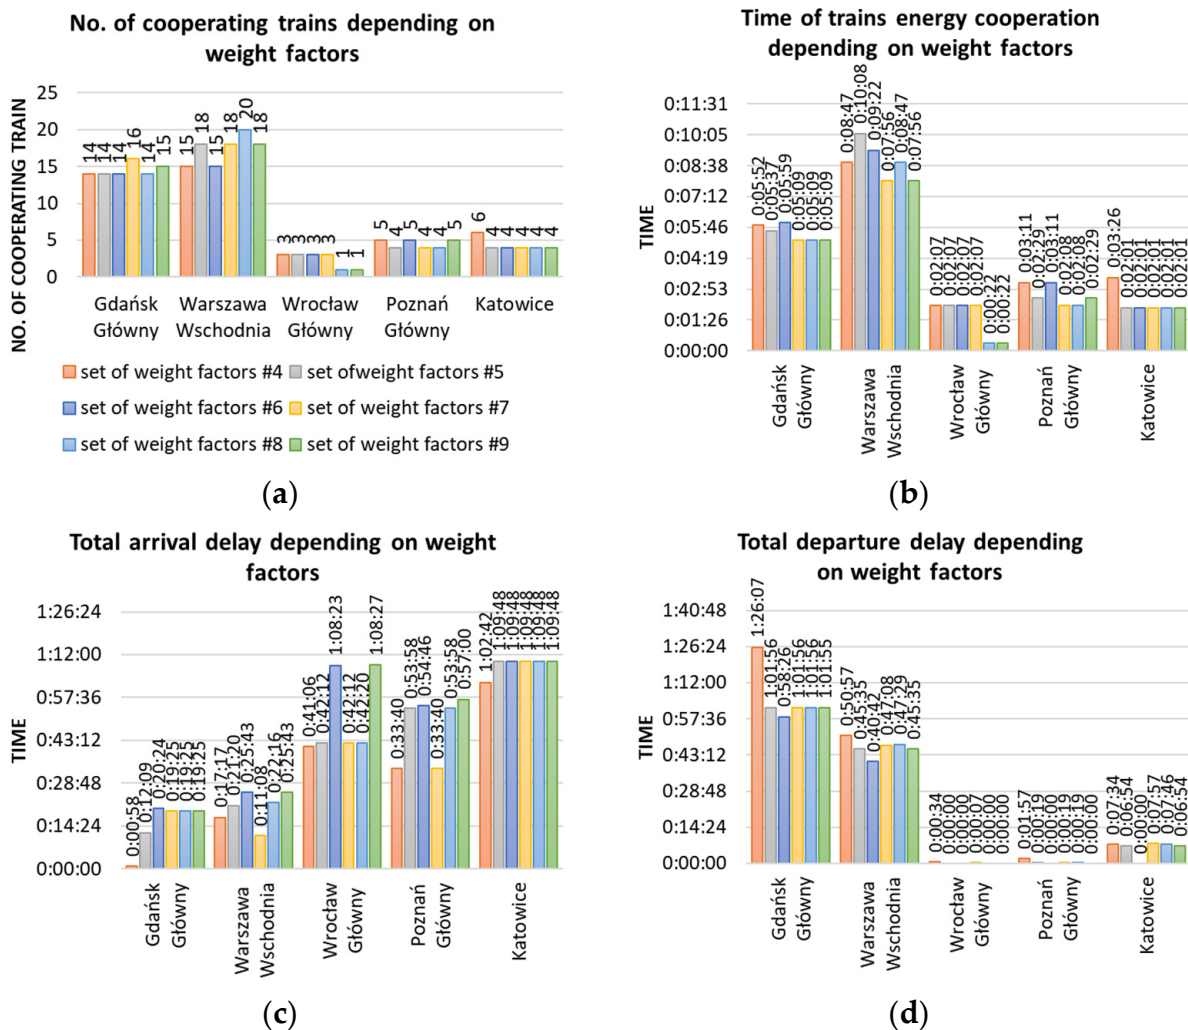 No. of cooperating trains depending on
weight factors
NO. OF COOPERATING TRAIN
25
20
15
10
5
0
14
14
14
16
14
15
15
18
15
18
20
18
3
3
3
3
1
1
5
4
5
4
4
5
6
4
4
4
4
4
Gdańsk
Główny
Warszawa
Wschodnia
Wrocław
Główny
Poznań
Główny
Katowice
set of weight factors #4
set ofweight factors #5
set of weight factors #6
set of weight factors #7
set of weight factors #8
set of weight factors #9
(a)
Time of trains energy cooperation
depending on weight factors
TIME
0:11:31
0:10:05
0:08:38
0:07:12
0:05:46
0:04:19
0:02:53
0:01:26
0:00:00
0:05:52
0:05:37
0:05:59
0:05:09
0:05:09
0:05:09
0:08:47
0:10:08
0:09:22
0:07:56
0:08:47
0:07:56
0:02:07
0:02:07
0:02:07
0:02:07
0:00:22
0:00:22
0:03:11
0:02:29
0:03:11
0:02:08
0:02:08
0:02:29
0:03:26
0:02:01
0:02:01
0:02:01
0:02:01
0:02:01
Gdańsk
Główny
Warszawa
Wschodnia
Wrocław
Główny
Poznań
Główny
Katowice
(b)
Total arrival delay depending on weight
factors
TIME
1:26:24
1:12:00
0:57:36
0:43:12
0:28:48
0:14:24
0:00:00
0:00:58
0:12:09
0:20:24
0:19:25
0:19:25
0:19:25
0:17:17
0:21:20
0:25:43
0:11:08
0:22:16
0:25:43
0:41:06
0:42:12
1:08:23
0:42:12
0:42:20
1:08:27
0:33:40
0:53:58
0:54:46
0:33:40
0:53:58
0:57:00
1:02:42
1:09:48
1:09:48
1:09:48
1:09:48
1:09:48
Gdańsk
Główny
Warszawa
Wschodnia
Wrocław
Główny
Poznań
Główny
Katowice
(c)
Total departure delay depending
on weight factors
TIME
1:40:48
1:26:24
1:12:00
0:57:36
0:43:12
0:28:48
0:14:24
0:00:00
1:26:07
1:01:56
0:58:26
1:01:56
1:01:56
1:01:55
0:50:57
0:45:35
0:40:42
0:47:08
0:47:29
0:45:35
0:00:34
0:00:00
0:00:00
0:00:07
0:00:00
0:00:00
0:01:57
0:00:19
0:00:00
0:00:19
0:00:19
0:00:00
0:07:34
0:06:54
0:00:00
0:07:57
0:07:46
0:06:54
Gdańsk
Główny
Warszawa
Wschodnia
Wrocław
Główny
Poznań
Główny
Katowice
(d)